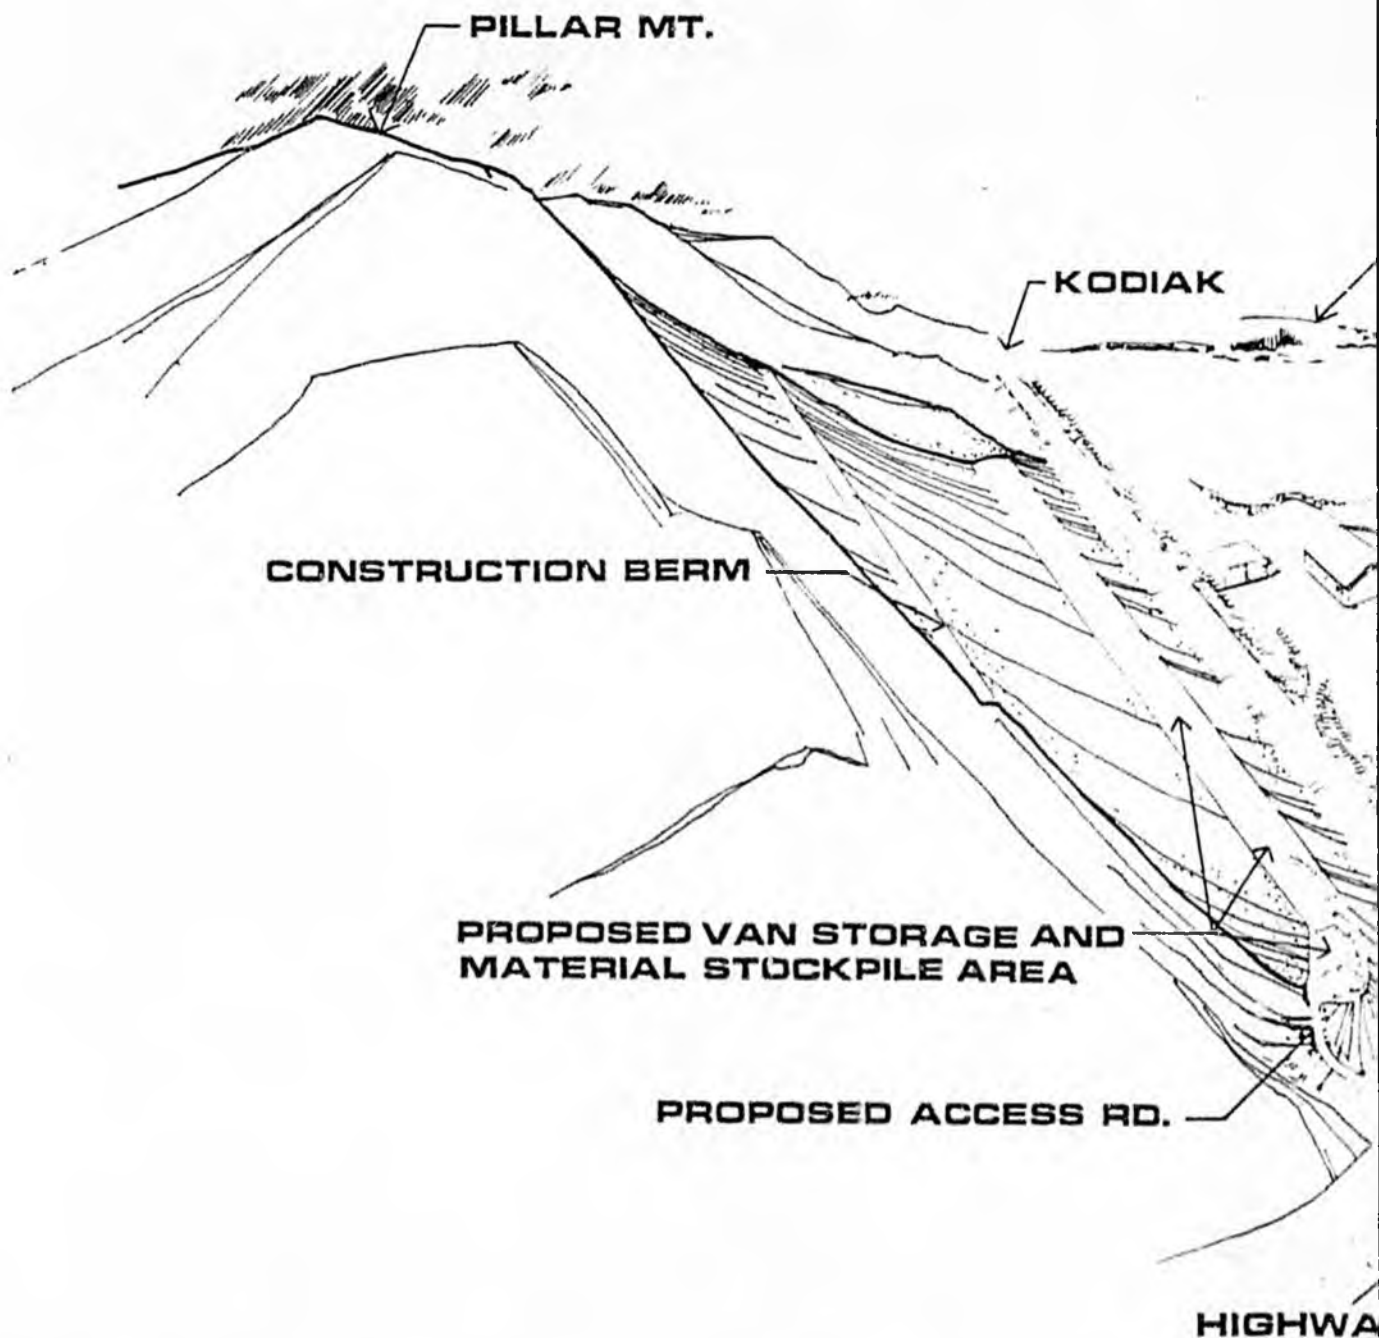 PILLAR MT.
KODIAK
CONSTRUCTION BERM
PROPOSED VAN STORAGE AND
MATERIAL STOCKPILE AREA
PROPOSED ACCESS RD.
HIGHWA